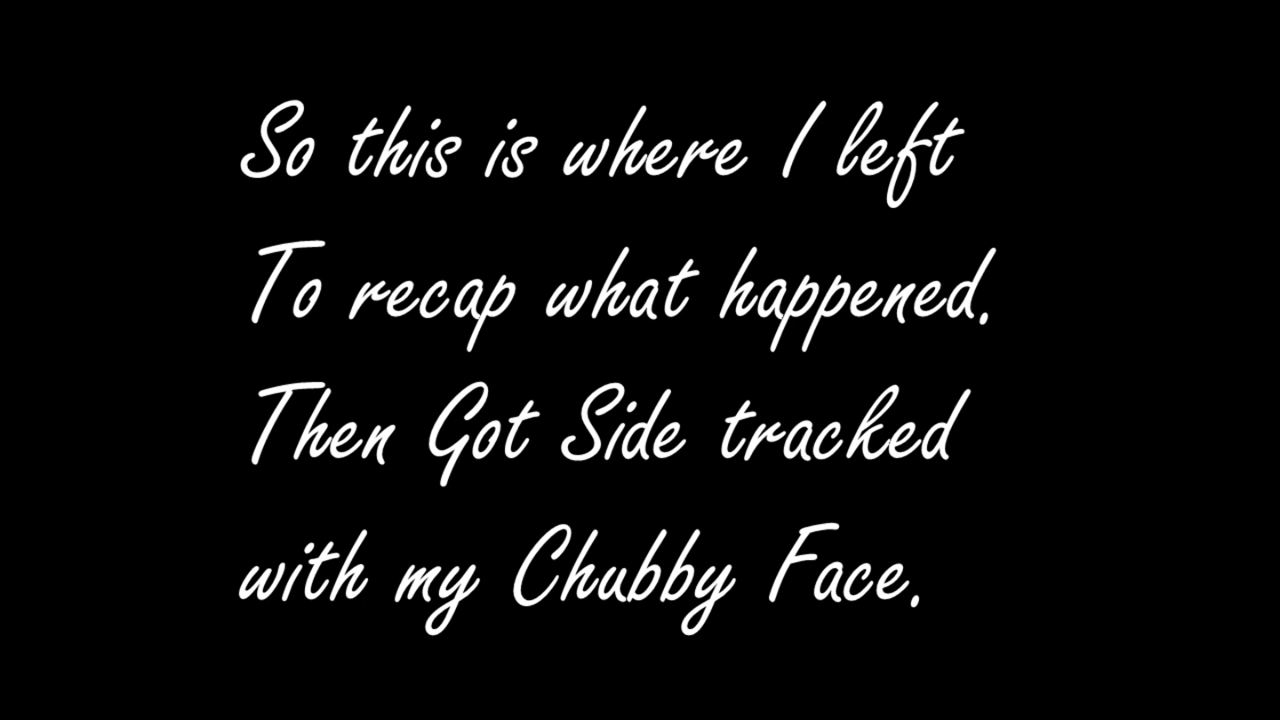 So this is where I left
To recap what happened.
Then Got Side tracked
with my Chubby Face.